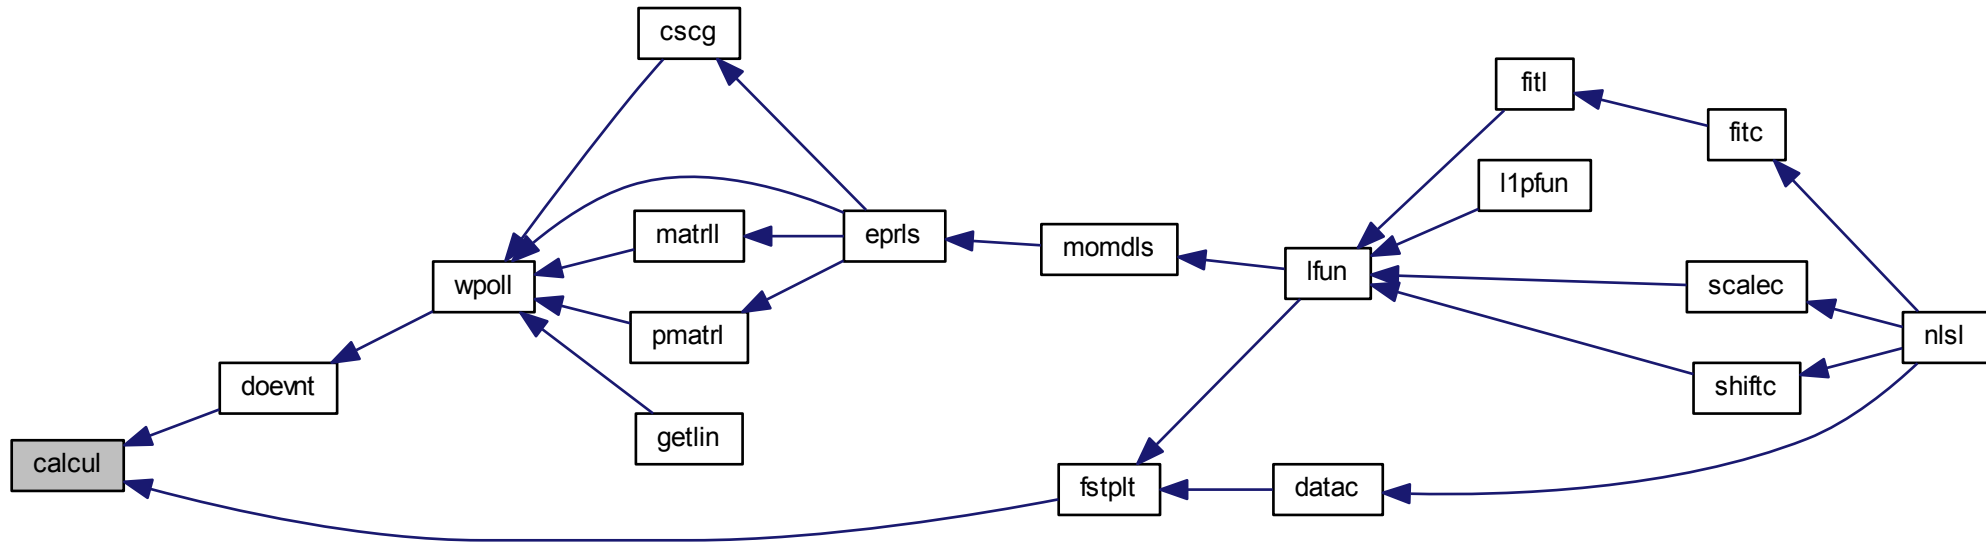 cscg
fitl
fitc
l1pfun
matrll
eprls
momdls
lfun
wpoll
scalec
pmatrl
nlsl
doevnt
shiftc
getlin
calcul
fstplt
datac